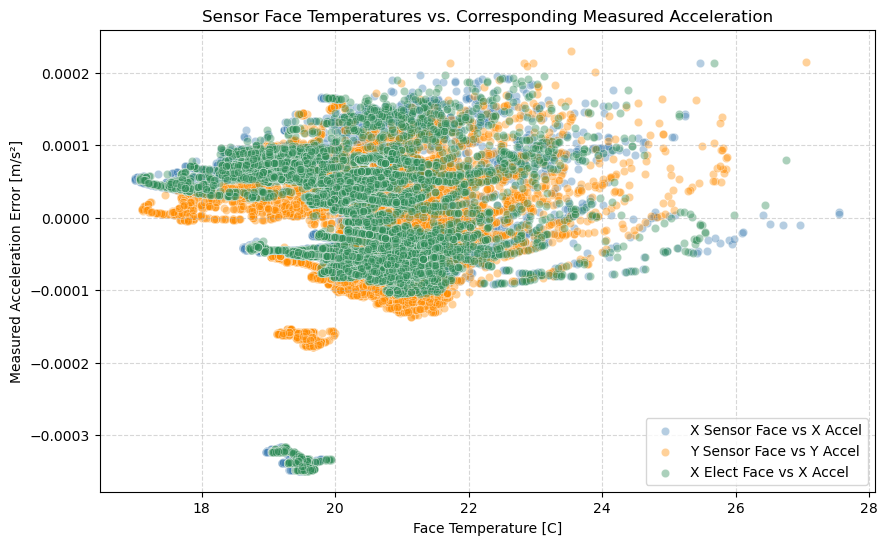 Sensor Face Temperatures vs. Corresponding Measured Acceleration
Measured Acceleration Error [m/s²]
0.0002
0.0001
0.0000
−0.0001
−0.0002
−0.0003
X Sensor Face vs X Accel
Y Sensor Face vs Y Accel
X Elect Face vs X Accel
18
20
22
24
26
28
Face Temperature [C]